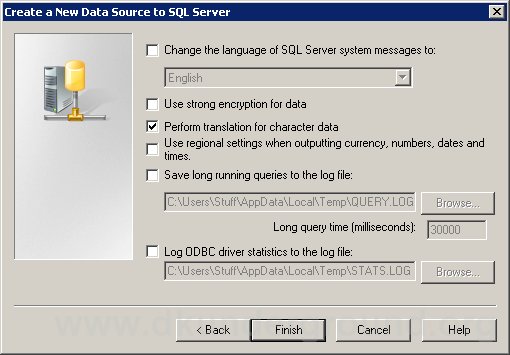 Create a New Data Source to SQL Server
Change the language of SQL Server system messages to:
English
Use strong encryption for data
Perform translation for character data
Use regional settings when outputting currency, numbers, dates and
times.
Save long running queries to the log file:
C:\Users\Stuff\AppData\Local\Temp\QUERY.LOG
Browse...
Long query time (milliseconds):
30000
Log ODBC driver statistics to the log file:
C:\Users\Stuff\AppData\Local\Temp\STATS.LOG
Browse...
< Back
Finish
Cancel
Help